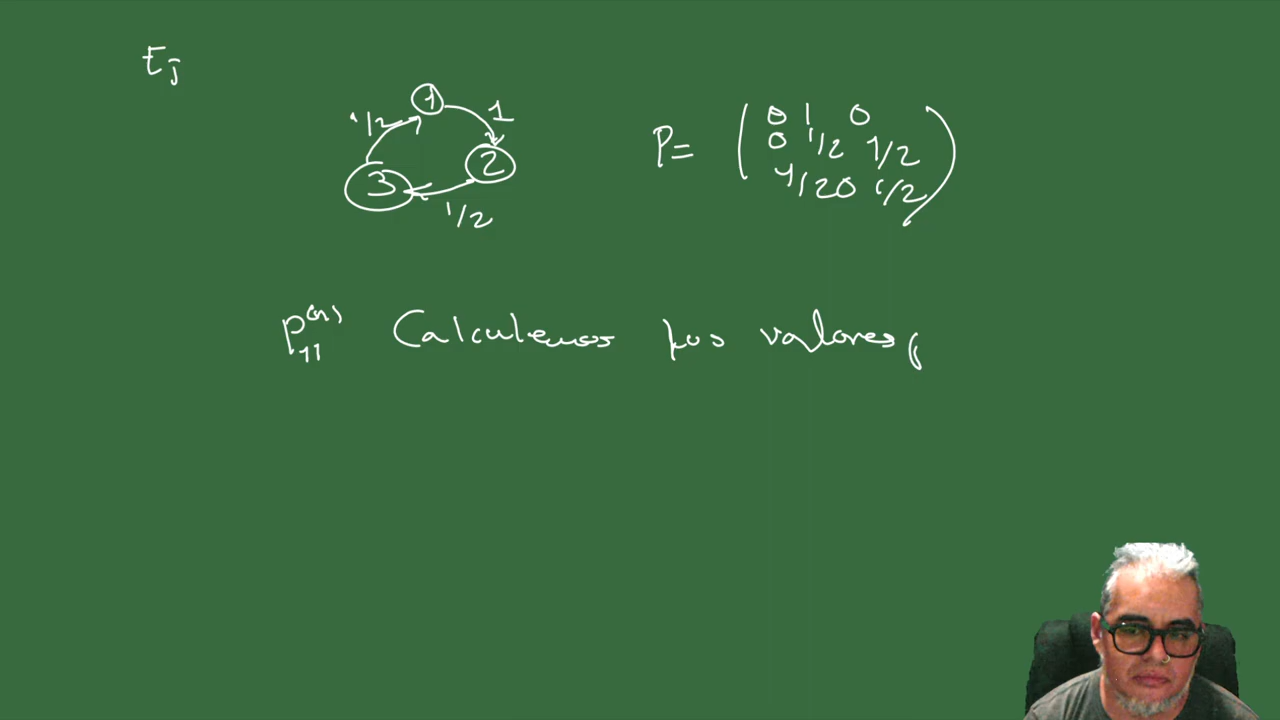 Ej
1
1/2
1
2
3
1/2
P= ( 0 1 0
0 1/2 1/2
1/2 0 1/2 )
P11^(n) Calculemos los valores